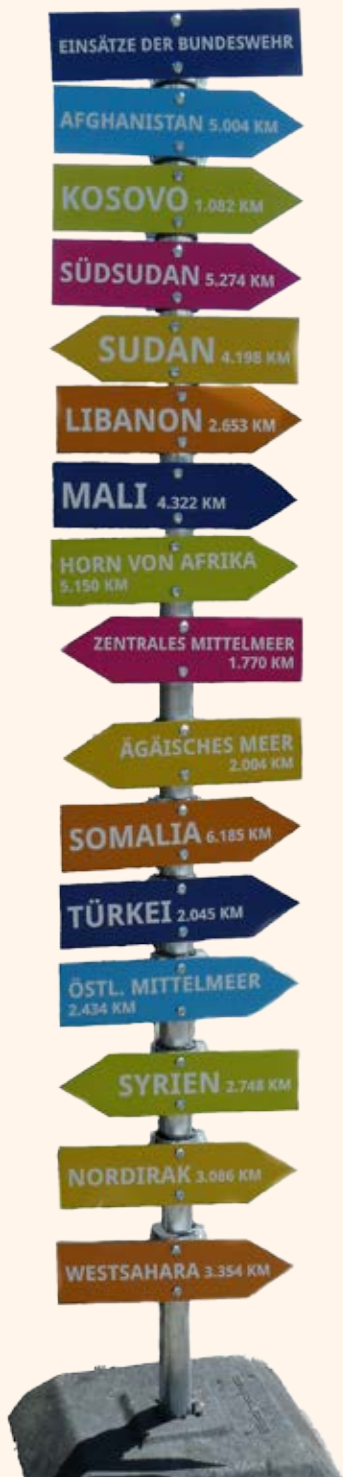 EINSÄTZE DER BUNDESWEHR
AFGHANISTAN 5.004 KM
KOSOVO 1.082 KM
SÜDSUDAN 5.274 KM
SUDAN 4.198 KM
LIBANON 2.653 KM
MALI 4.322 KM
HORN VON AFRIKA
5.150 KM
ZENTRALES MITTELMEER
1.770 KM
ÄGÄISCHES MEER
2.004 KM
SOMALIA 6.185 KM
TÜRKEI 2.045 KM
ÖSTL. MITTELMEER
2.434 KM
SYRIEN 2.748 KM
NORDIRAK 3.086 KM
WESTSAHARA 3.354 KM